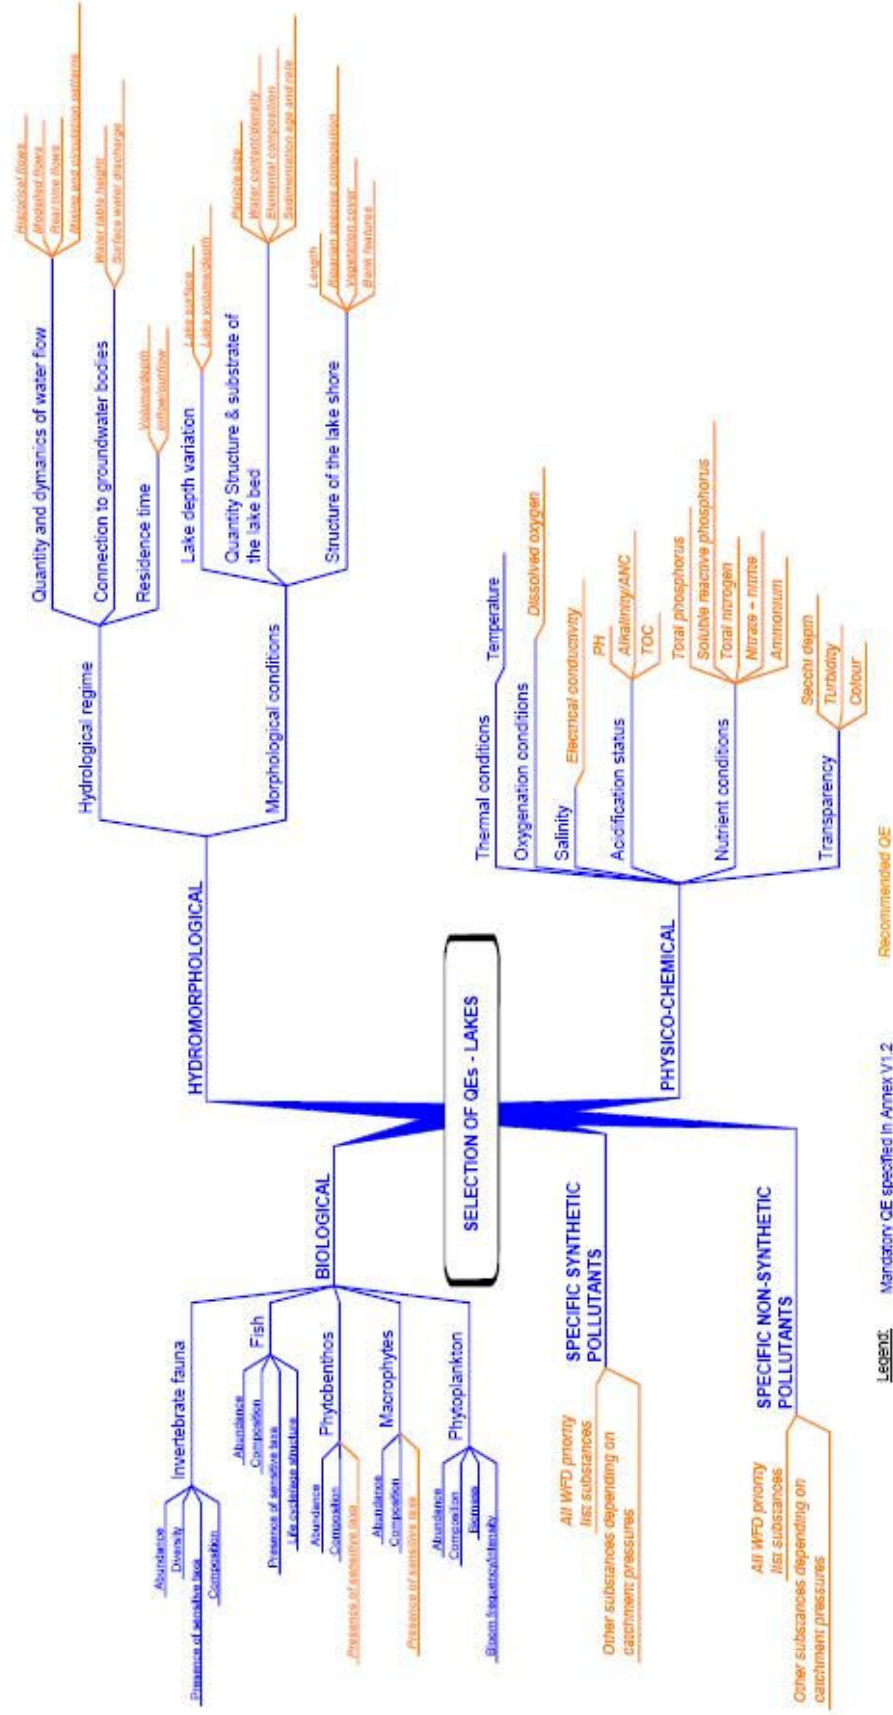 SELECTION OF QEs - LAKES
BIOLOGICAL
Invertebrate fauna
Abundance
Diversity
Presence of sensitive taxa
Composition
Fish
Abundance
Composition
Presence of sensitive taxa
Life cycle/age structure
Phytobenthos
Abundance
Composition
Presence of sensitive taxa
Macrophytes
Abundance
Composition
Presence of sensitive taxa
Phytoplankton
Abundance
Composition
Biomass
Bloom frequency/intensity
SPECIFIC SYNTHETIC
POLLUTANTS
All WFD priority
list substances
Other substances depending on
catchment pressures
SPECIFIC NON-SYNTHETIC
POLLUTANTS
All WFD priority
list substances
Other substances depending on
catchment pressures
HYDROMORPHOLOGICAL
Hydrological regime
Quantity and dymanics of water flow
Historical flows
Modelled flows
Real time flows
Mixing and circulation patterns
Connection to groundwater bodies
Water table height
Surface water discharge
Residence time
Volume/depth
Inflow/outflow
Morphological conditions
Lake depth variation
Lake surface
Lake volume/depth
Quantity Structure & substrate of
the lake bed
Particle size
Water content/density
Elemental composition
Sedimentation age and rate
Structure of the lake shore
Length
Riparian species composition
Vegetation cover
Bank features
PHYSICO-CHEMICAL
Thermal conditions
Temperature
Oxygenation conditions
Dissolved oxygen
Salinity
Electrical conductivity
Acidification status
PH
Alkalinity/ANC
TOC
Nutrient conditions
Total phosphorus
Soluble reactive phosphorus
Total nitrogen
Nitrate + nitrite
Ammonium
Transparency
Secchi depth
Turbidity
Colour
Legend: Mandatory QE specified in Annex V1.2 Recommended QE